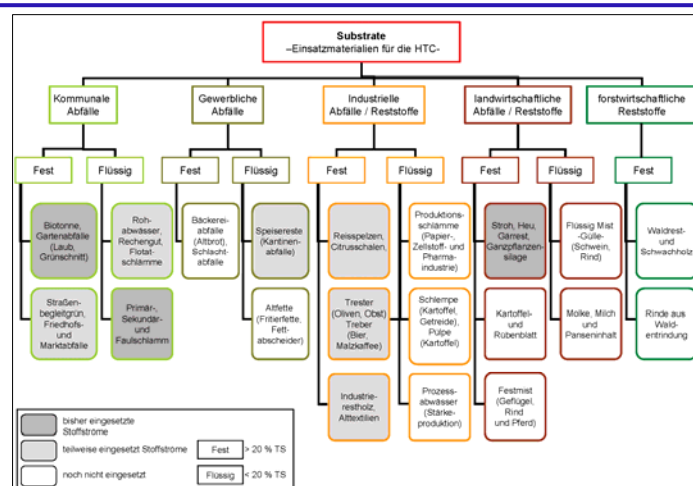 Substrate
–Einsatzmaterialien für die HTC-
Kommunale
Abfälle
Gewerbliche
Abfälle
Industrielle
Abfälle / Reststoffe
landwirtschaftliche
Abfälle / Reststoffe
forstwirtschaftliche
Reststoffe
Fest
Flüssig
Fest
Flüssig
Fest
Flüssig
Fest
Flüssig
Fest
Biotonne,
Gartenabfälle
(Laub,
Grünschnitt)
Roh-
abwässer,
Rechengut,
Flotat-
schlämme
Bäckerei-
abfälle
(Altbrot),
Schlacht-
abfälle
Speisereste
(Kantinen-
abfälle)
Reisspelzen,
Citrusschalen,
Produktions-
schlämme
(Papier-,
Zellstoff- und
Pharma-
industrie)
Stroh, Heu,
Gärrest,
Ganzpflanzen-
silage
Flüssig Mist
-Gülle-
(Schwein,
Rind)
Waldrest-
und
Schwachholz
Straßen-
begleitgrün,
Friedhofs-
und
Marktabfälle
Primär-,
Sekundär-
und
Faulschlamm
Altfette
(Fritierfette,
Fett-
abscheider)
Trester
(Oliven, Obst)
Treber
(Bier,
Malzkaffee)
Schlempe
(Kartoffel,
Getreide),
Pülpe
(Kartoffel)
Kartoffel-
und
Rübenblatt
Molke, Milch
und
Panseninhalt
Rinde aus
Wald-
entrindung
Industrie-
restholz,
Alttextilien
Prozess-
abwässer
(Stärke-
produktion)
Festmist
(Geflügel,
Rind
und Pferd)
bisher eingesetzte
Stoffströme
teilweise eingesetzt Stoffströme
Fest > 20 % TS
noch nicht eingesetzt
Flüssig < 20 % TS